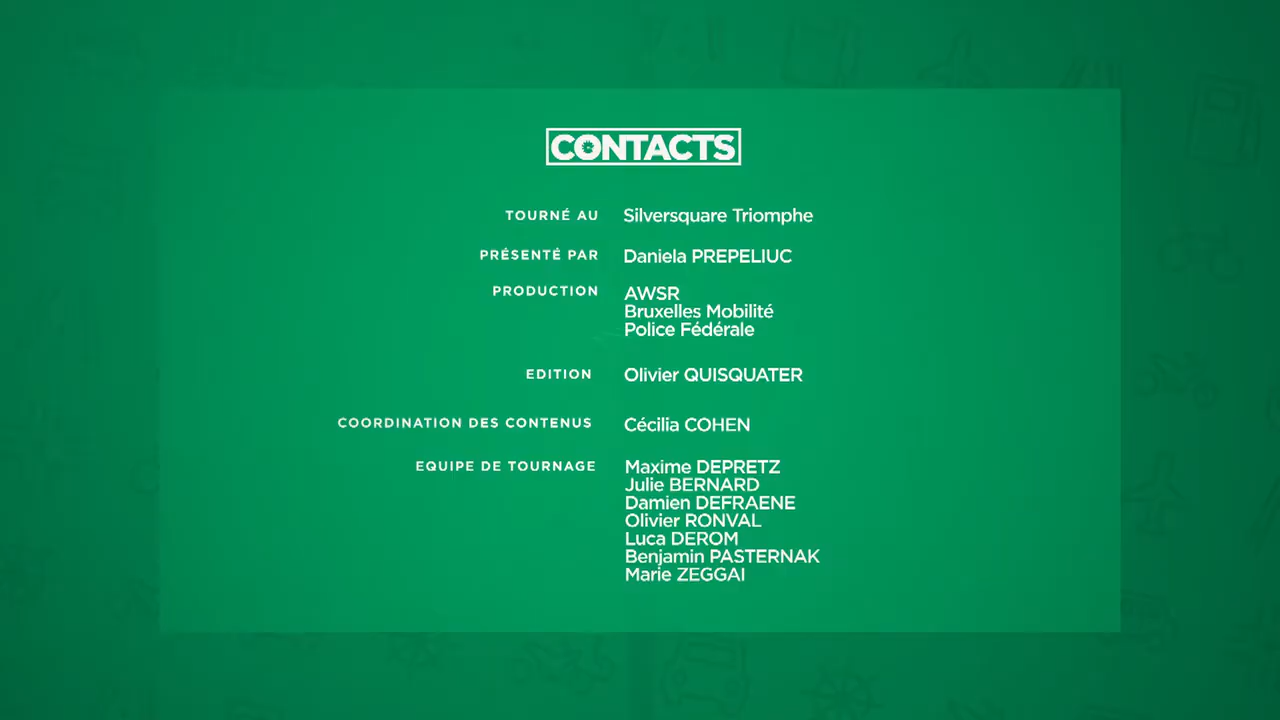 CONTACTS
TOURNÉ AU Silversquare Triomphe
PRÉSENTÉ PAR Daniela PREPELIUC
PRODUCTION AWSR
Bruxelles Mobilité
Police Fédérale
EDITION Olivier QUISQUATER
COORDINATION DES CONTENUS Cécilia COHEN
EQUIPE DE TOURNAGE Maxime DEPRETZ
Julie BERNARD
Damien DEFRAENE
Olivier RONVAL
Luca DEROM
Benjamin PASTERNAK
Marie ZEGGAI